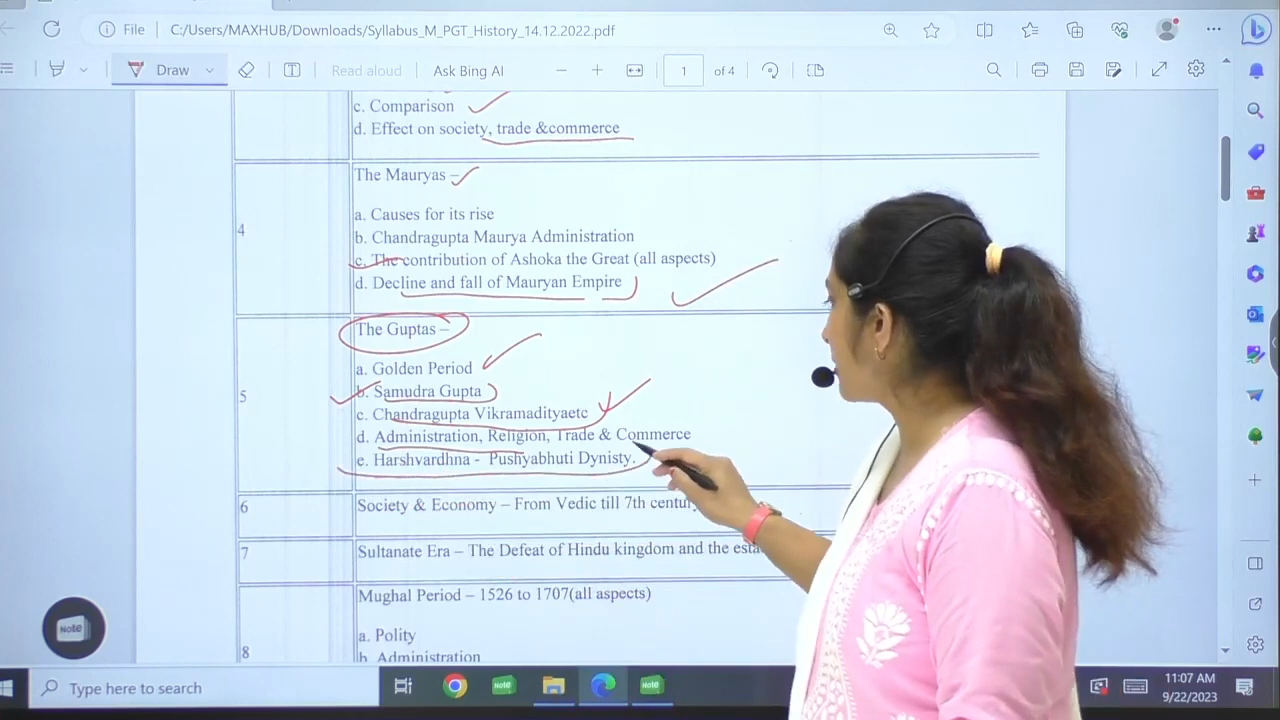 File
C:/Users/MAXHUB/Downloads/Syllabus_M_PGT_History_14.12.2022.pdf
Draw
Read aloud
Ask Bing AI
1 of 4
c. Comparison
d. Effect on society, trade &commerce
4
The Mauryas –
a. Causes for its rise
b. Chandragupta Maurya Administration
c. The contribution of Ashoka the Great (all aspects)
d. Decline and fall of Mauryan Empire
5
The Guptas –
a. Golden Period
b. Samudra Gupta
c. Chandragupta Vikramadityaetc
d. Administration, Religion, Trade & Commerce
e. Harshvardhna - Pushyabhuti Dynisty.
6
Society & Economy – From Vedic till 7th century
7
Sultanate Era – The Defeat of Hindu kingdom and the
8
Mughal Period – 1526 to 1707(all aspects)
a. Polity
b. Administration
Note
Type here to search
Note
Note
11:07 AM
9/22/2023